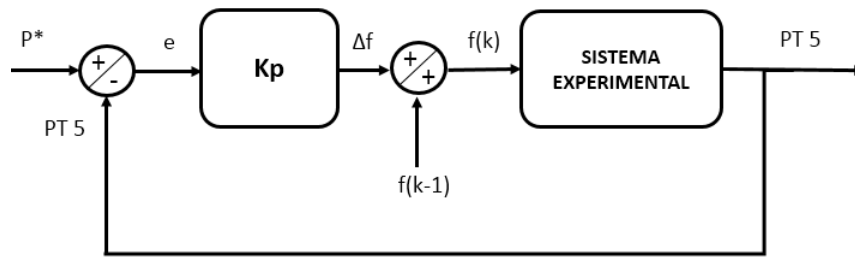 P*
e
Δf
f(k)
PT 5
+
-
Kp
+
+
SISTEMA
EXPERIMENTAL
PT 5
f(k-1)